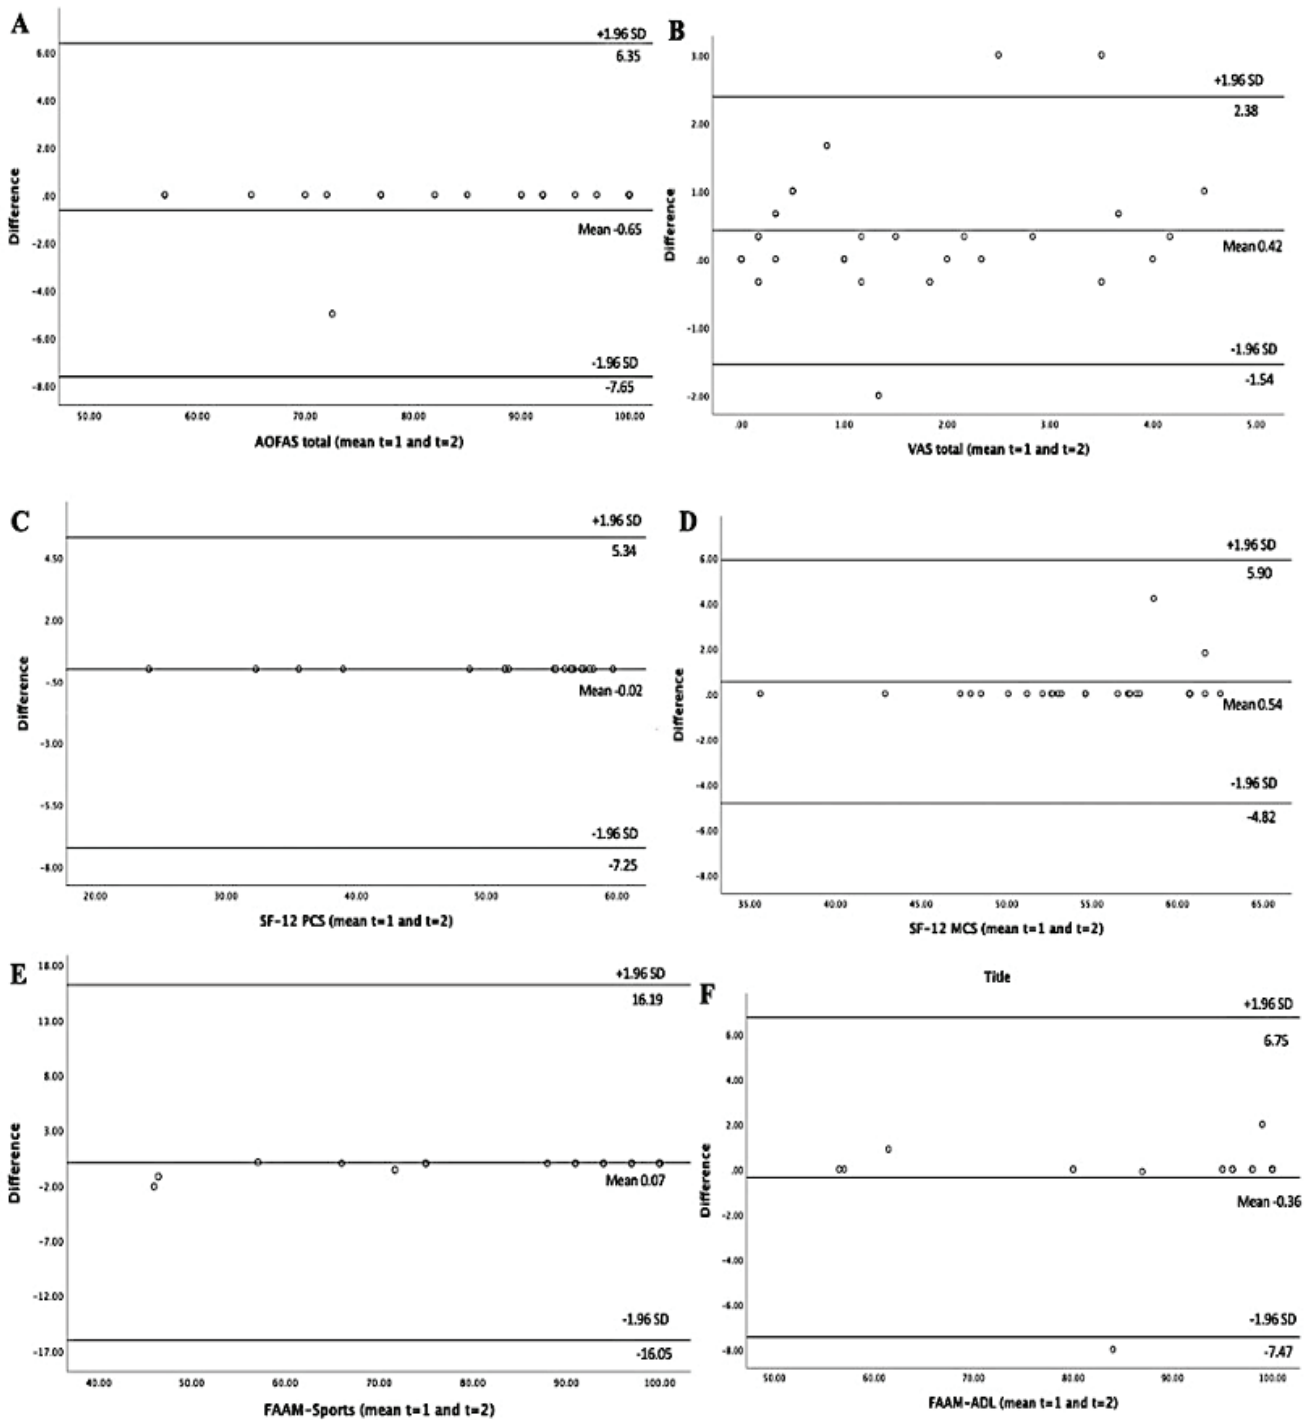 A
+1.96 SD
6.00
6.35
4.00
2.00
.00
Mean -0.65
-2.00
-4.00
-6.00
-1.96 SD
-8.00
-7.65
Difference
50.00 60.00 70.00 80.00 90.00 100.00
AOFAS total (mean t=1 and t=2)
B
3.00
+1.96 SD
2.38
2.00
1.00
Mean 0.42
.00
-1.00
-1.96 SD
-1.54
-2.00
Difference
.00 1.00 2.00 3.00 4.00 5.00
VAS total (mean t=1 and t=2)
C
+1.96 SD
5.34
4.50
2.00
-.50
Mean -0.02
-3.00
-5.50
-1.96 SD
-8.00
-7.25
Difference
20.00 30.00 40.00 50.00 60.00
SF-12 PCS (mean t=1 and t=2)
D
+1.96 SD
6.00
5.90
4.00
2.00
.00
Mean 0.54
-2.00
-4.00
-1.96 SD
-4.82
-6.00
-8.00
Difference
35.00 40.00 45.00 50.00 55.00 60.00 65.00
SF-12 MCS (mean t=1 and t=2)
E
18.00
+1.96 SD
16.19
13.00
8.00
3.00
Mean 0.07
-2.00
-7.00
-12.00
-1.96 SD
-17.00
-16.05
Difference
40.00 50.00 60.00 70.00 80.00 90.00 100.00
FAAM-Sports (mean t=1 and t=2)
Title
F
+1.96 SD
6.00
6.75
4.00
2.00
.00
Mean -0.36
-2.00
-4.00
-6.00
-1.96 SD
-8.00
-7.47
Difference
50.00 60.00 70.00 80.00 90.00 100.00
FAAM-ADL (mean t=1 and t=2)